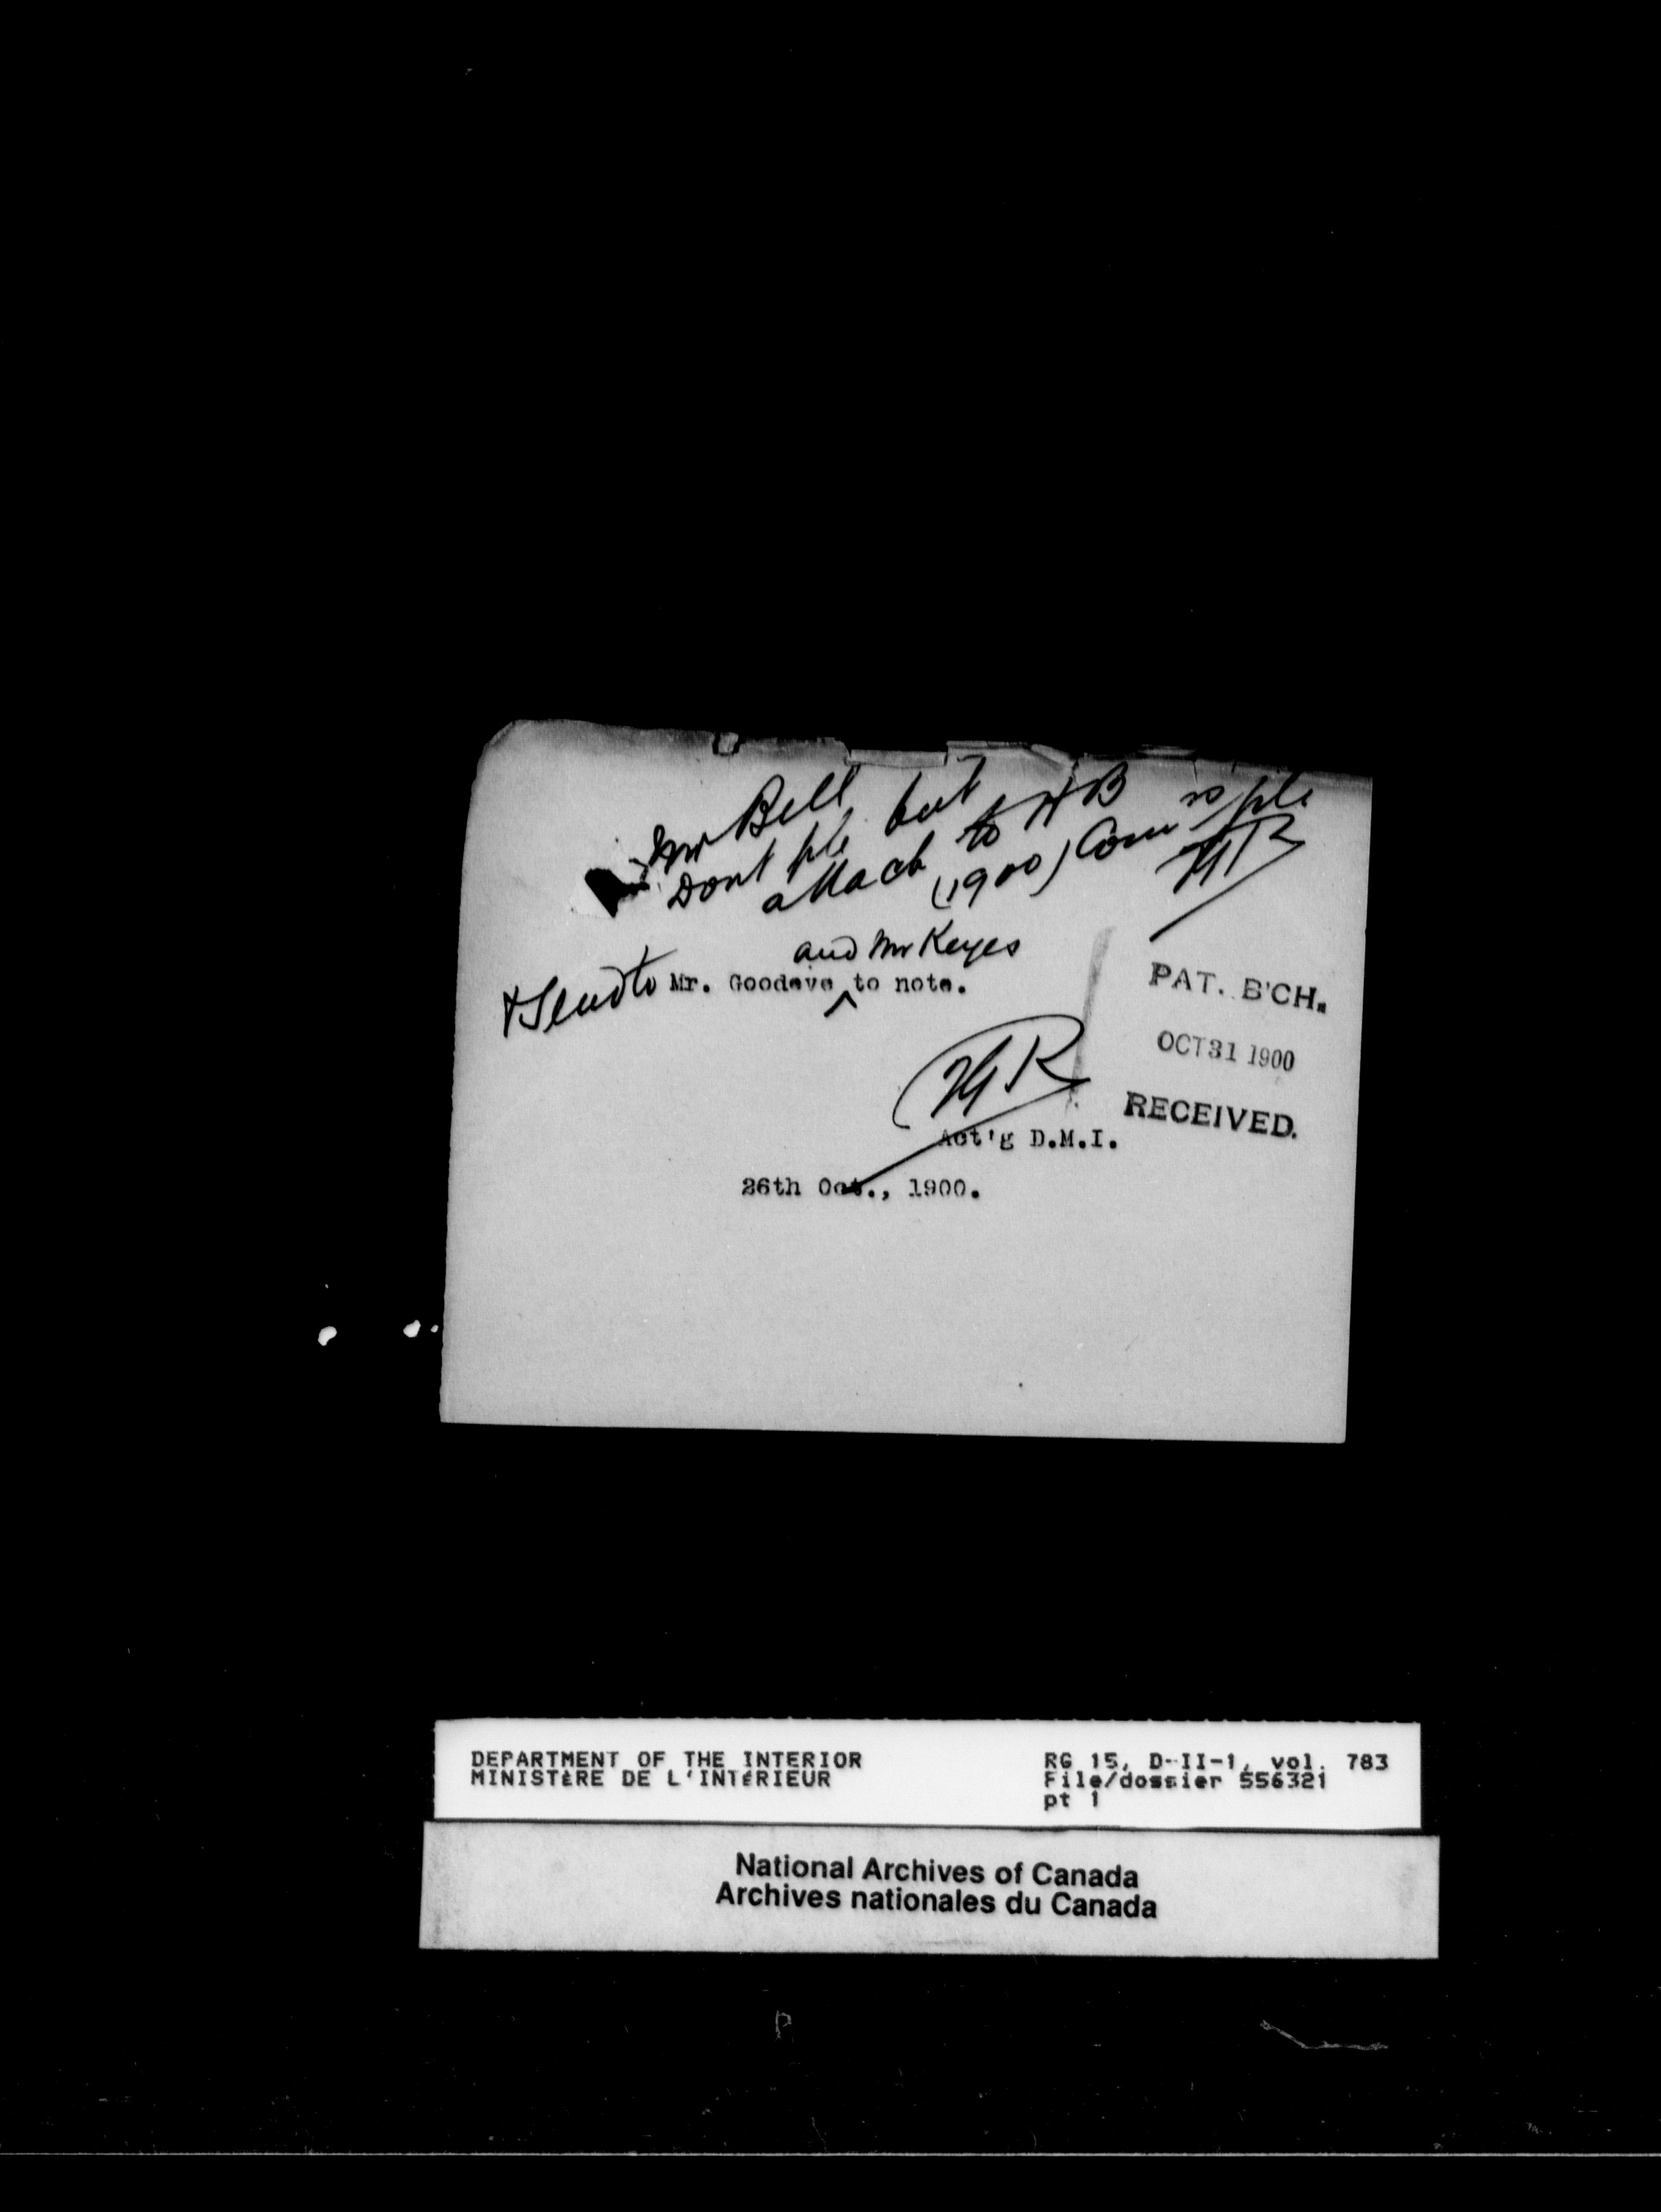 Mr Bell
Dont file but
attach to HB
(1900) Com
and Mr Keyes
& Send to Mr. Goodeve ^ to note.
PAT. B'CH.
OCT 31 1900
RECEIVED.
Act'g D.M.I.
26th Oct., 1900.
DEPARTMENT OF THE INTERIOR
MINISTÈRE DE L'INTÉRIEUR
RG 15, D-II-1, vol. 783
File/dossier 556321
pt 1
National Archives of Canada
Archives nationales du Canada